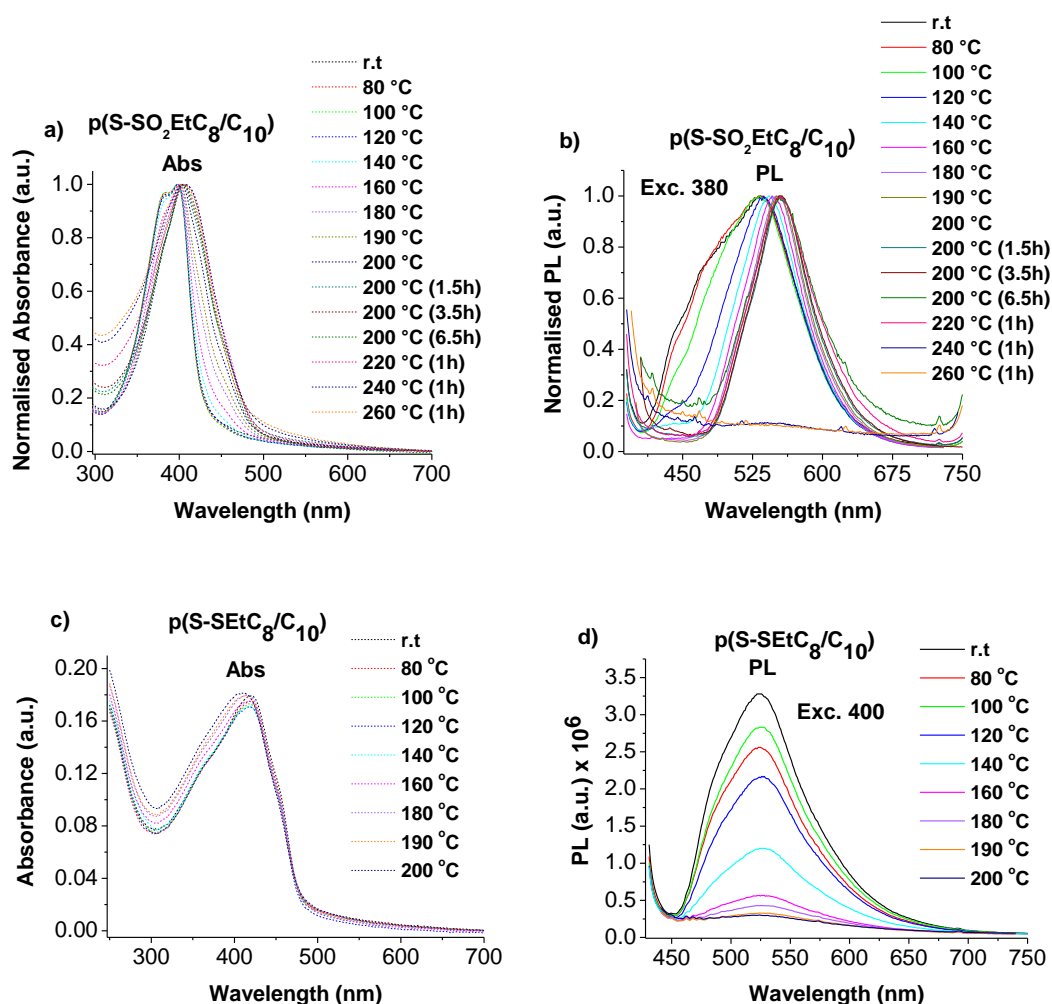 a)
p(S-SO2EtC8/C10)
Abs
Normalised Absorbance (a.u.)
1.0
0.8
0.6
0.4
0.2
0.0
300 400 500 600 700
Wavelength (nm)
r.t
80 °C
100 °C
120 °C
140 °C
160 °C
180 °C
190 °C
200 °C
200 °C (1.5h)
200 °C (3.5h)
200 °C (6.5h)
220 °C (1h)
240 °C (1h)
260 °C (1h)
b)
p(S-SO2EtC8/C10)
PL
Exc. 380
Normalised PL (a.u.)
1.0
0.8
0.6
0.4
0.2
0.0
450 525 600 675 750
Wavelength (nm)
r.t
80 °C
100 °C
120 °C
140 °C
160 °C
180 °C
190 °C
200 °C
200 °C (1.5h)
200 °C (3.5h)
200 °C (6.5h)
220 °C (1h)
240 °C (1h)
260 °C (1h)
c)
p(S-SEtC8/C10)
Abs
Absorbance (a.u.)
0.20
0.16
0.12
0.08
0.04
0.00
300 400 500 600 700
Wavelength (nm)
r.t
80 °C
100 °C
120 °C
140 °C
160 °C
180 °C
190 °C
200 °C
d)
p(S-SEtC8/C10)
PL
Exc. 400
PL (a.u.) x 10^6
3.5
3.0
2.5
2.0
1.5
1.0
0.5
0.0
450 500 550 600 650 700 750
Wavelength (nm)
r.t
80 °C
100 °C
120 °C
140 °C
160 °C
180 °C
190 °C
200 °C